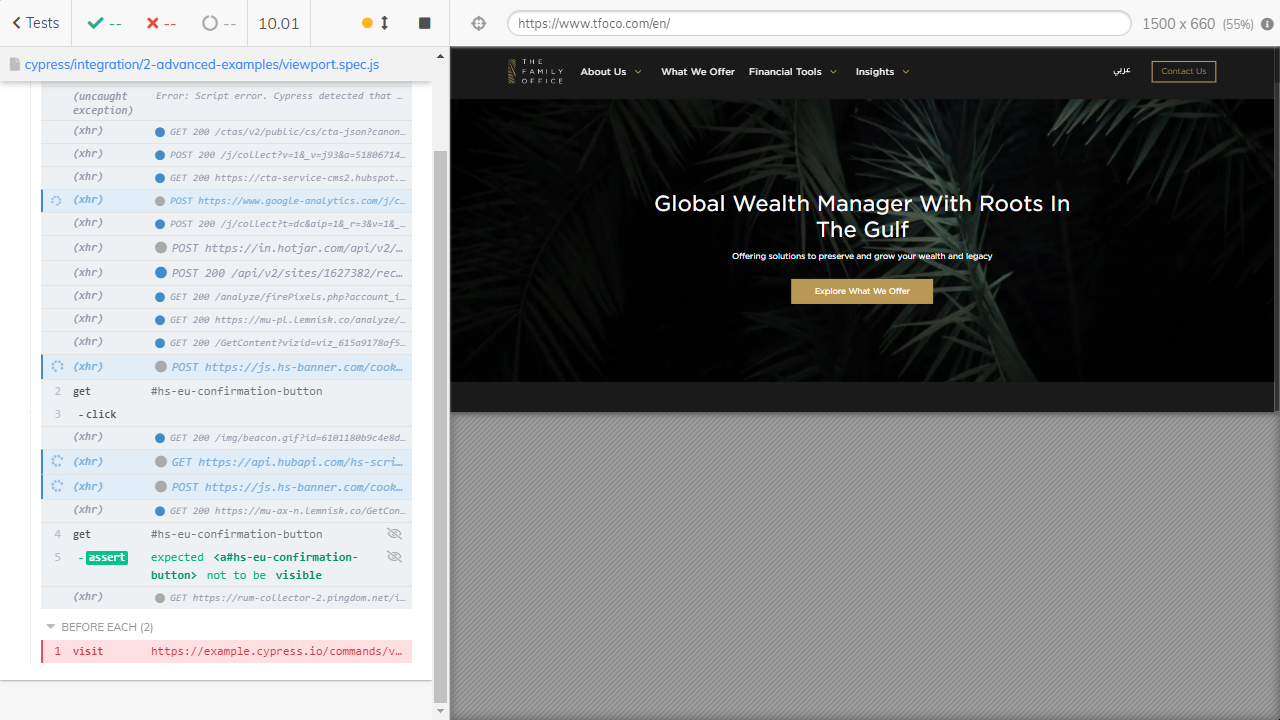 Tests
--
--
--
10.01
https://www.tfoco.com/en/
1500 x 660 (55%)
cypress/integration/2-advanced-examples/viewport.spec.js
(uncaught exception) Error: Script error. Cypress detected that …
(xhr) GET 200 /ctas/v2/public/cs/cta-json?canon…
(xhr) POST 200 /j/collect?v=1&_v=j93&a=51806714…
(xhr) GET 200 https://cta-service-cms2.hubspot.…
(xhr) POST https://www.google-analytics.com/j/c…
(xhr) POST 200 /j/collect?t=dc&aip=1&_r=3&v=1&_…
(xhr) POST https://in.hotjar.com/api/v2/…
(xhr) POST 200 /api/v2/sites/1627382/rec…
(xhr) GET 200 /analyze/firePixels.php?account_i…
(xhr) GET 200 https://mu-pl.lemnisk.co/analyze/…
(xhr) GET 200 /GetContent?vizid=viz_615a9178af5…
(xhr) POST https://js.hs-banner.com/cook…
2 get #hs-eu-confirmation-button
3 -click
(xhr) GET 200 /img/beacon.gif?id=6101180b9c4e8d…
(xhr) GET https://api.hubapi.com/hs-scri…
(xhr) POST https://js.hs-banner.com/cook…
(xhr) GET 200 https://mu-ax-n.lemnisk.co/GetCon…
4 get #hs-eu-confirmation-button
5 -assert expected <a#hs-eu-confirmation-
button> not to be visible
(xhr) GET https://rum-collector-2.pingdom.net/i…
BEFORE EACH (2)
1 visit https://example.cypress.io/commands/v…
THE
FAMILY
OFFICE
About Us What We Offer Financial Tools Insights عربي Contact Us
Global Wealth Manager With Roots In
The Gulf
Offering solutions to preserve and grow your wealth and legacy
Explore What We Offer